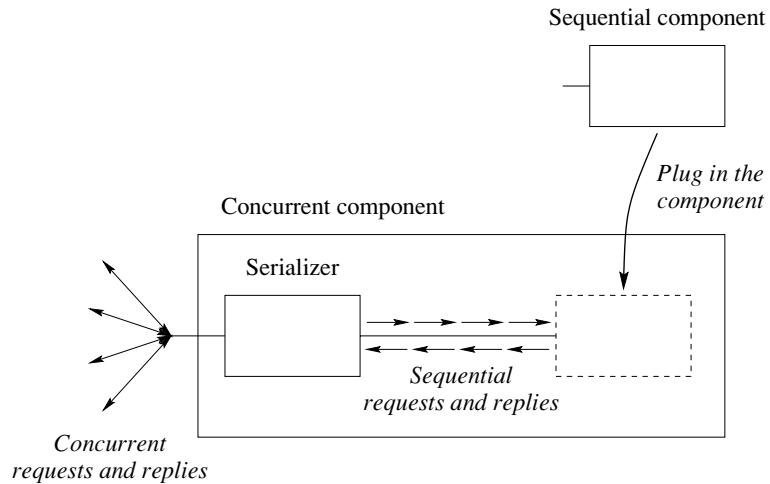 Sequential component
Plug in the
component
Concurrent component
Serializer
Sequential
requests and replies
Concurrent
requests and replies